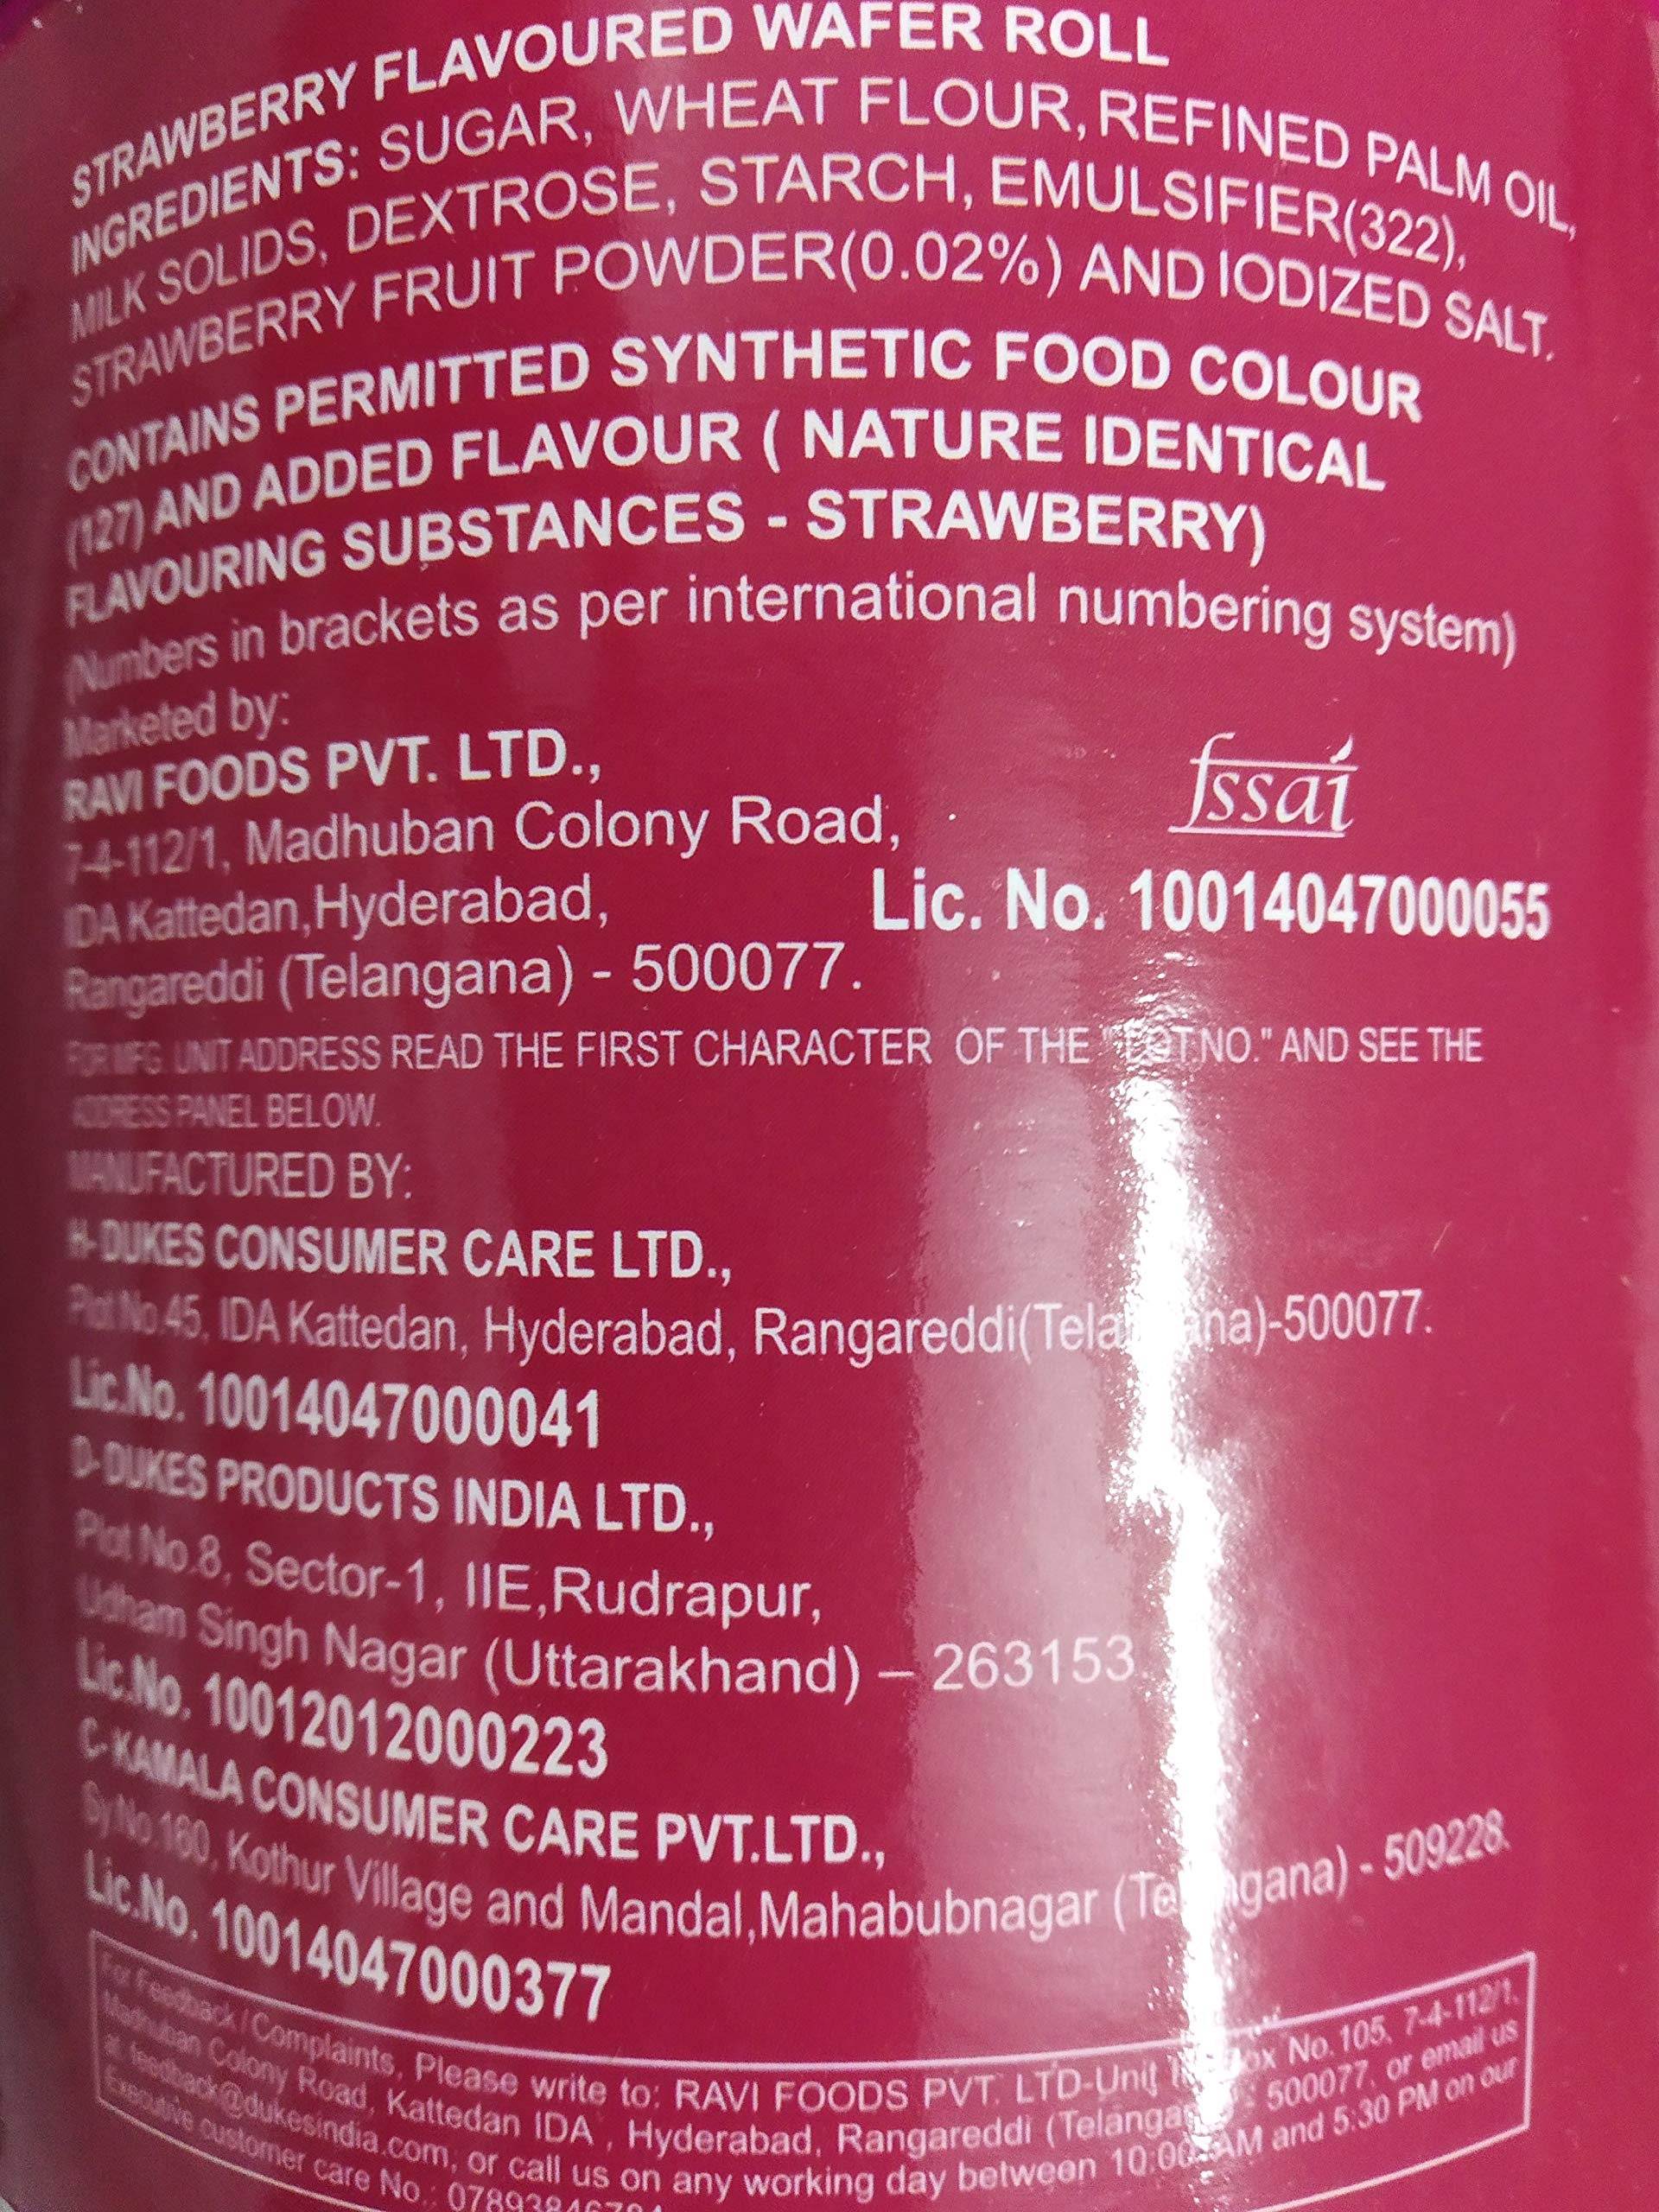 STRAWBERRY FLAVOURED WAFER ROLL
INGREDIENTS: SUGAR, WHEAT FLOUR, REFINED PALM OIL,
MILK SOLIDS, DEXTROSE, STARCH, EMULSIFIER(322),
STRAWBERRY FRUIT POWDER(0.02%) AND IODIZED SALT.
CONTAINS PERMITTED SYNTHETIC FOOD COLOUR
(127) AND ADDED FLAVOUR ( NATURE IDENTICAL
FLAVOURING SUBSTANCES - STRAWBERRY)
(Numbers in brackets as per international numbering system)
Marketed by:
RAVI FOODS PVT. LTD.,
fssai
7-4-112/1, Madhuban Colony Road,
IDA Kattedan,Hyderabad,
Lic. No. 10014047000055
Rangareddi (Telangana) - 500077.
FOR MFG. UNIT ADDRESS READ THE FIRST CHARACTER OF THE "LOT.NO." AND SEE THE
ADDRESS PANEL BELOW.
MANUFACTURED BY:
H-DUKES CONSUMER CARE LTD.,
Plot No.45, IDA Kattedan, Hyderabad, Rangareddi(Tela ana)-500077.
Lic.No. 10014047000041
D-DUKES PRODUCTS INDIA LTD.,
Plot No.8, Sector-1, IIE,Rudrapur,
Udham Singh Nagar (Uttarakhand) – 263153.
Lic.No. 10012012000223
C-KAMALA CONSUMER CARE PVT.LTD.,
Sy No.160, Kothur Village and Mandal,Mahabubnagar (Te gana) - 509228.
Lic.No. 10014047000377
For Feedback / Complaints, Please write to: RAVI FOODS PVT. LTD-Unit ox No. 105, 7-4-112/1,
Madhuban Colony Road, Kattedan IDA , Hyderabad, Rangareddi (Telanga - 500077, or email us
at feedback@dukesindia.com, or call us on any working day between 10:00 AM and 5:30 PM on our
Executive customer care No.: